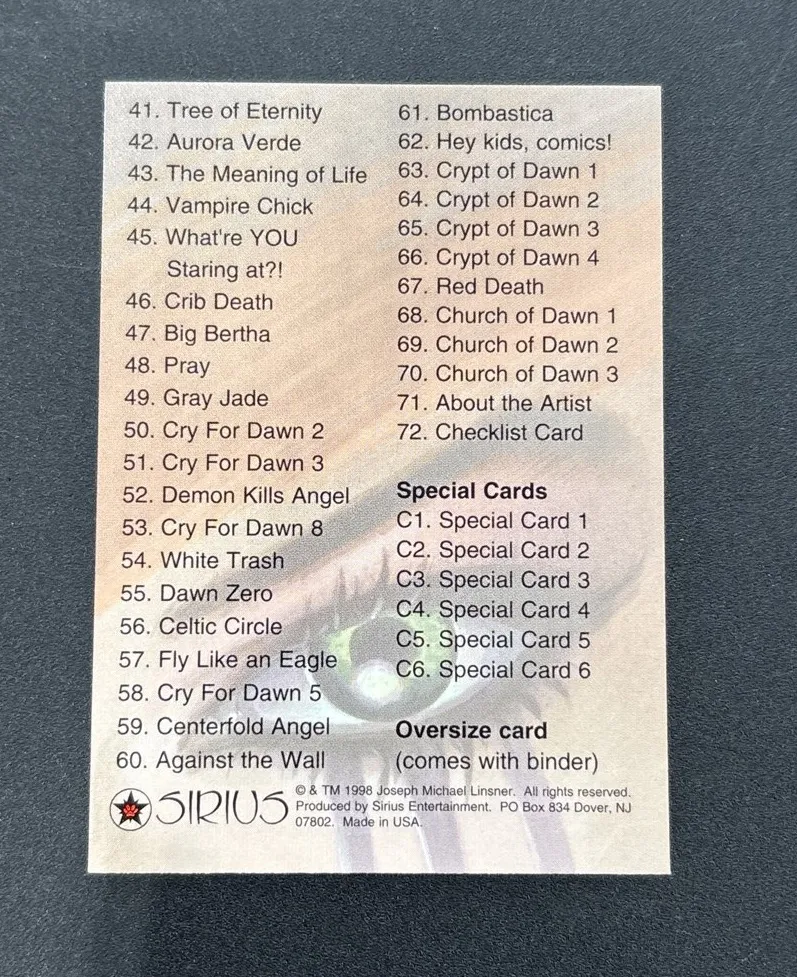 41. Tree of Eternity
42. Aurora Verde
43. The Meaning of Life
44. Vampire Chick
45. What're YOU
Staring at?!
46. Crib Death
47. Big Bertha
48. Pray
49. Gray Jade
50. Cry For Dawn 2
51. Cry For Dawn 3
52. Demon Kills Angel
53. Cry For Dawn 8
54. White Trash
55. Dawn Zero
56. Celtic Circle
57. Fly Like an Eagle
58. Cry For Dawn 5
59. Centerfold Angel
60. Against the Wall
61. Bombastica
62. Hey kids, comics!
63. Crypt of Dawn 1
64. Crypt of Dawn 2
65. Crypt of Dawn 3
66. Crypt of Dawn 4
67. Red Death
68. Church of Dawn 1
69. Church of Dawn 2
70. Church of Dawn 3
71. About the Artist
72. Checklist Card
Special Cards
C1. Special Card 1
C2. Special Card 2
C3. Special Card 3
C4. Special Card 4
C5. Special Card 5
C6. Special Card 6
Oversize card
(comes with binder)
SIRIUS
© & TM 1998 Joseph Michael Linsner. All rights reserved.
Produced by Sirius Entertainment. PO Box 834 Dover, NJ
07802. Made in USA.